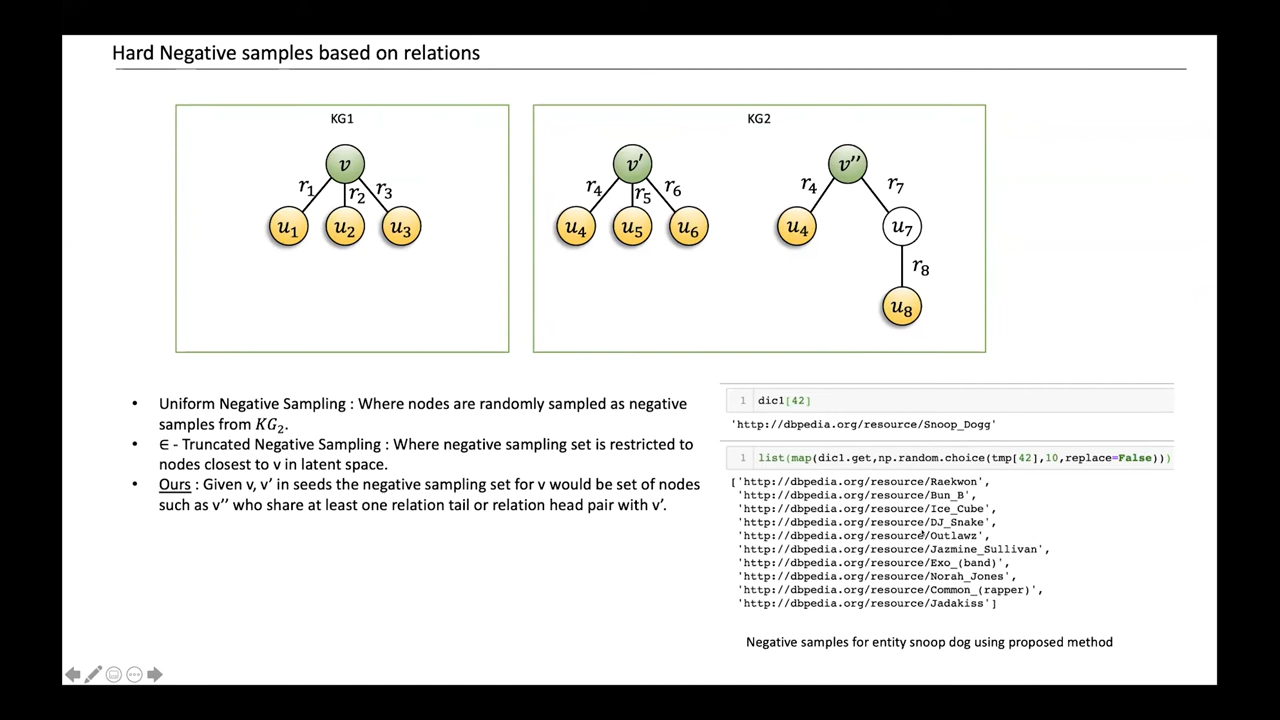 Hard Negative samples based on relations
KG1
KG2
v
v′
v′′
r1
r2
r3
r4
r5
r6
r4
r7
u1
u2
u3
u4
u5
u6
u4
u7
r8
u8
• Uniform Negative Sampling : Where nodes are randomly sampled as negative
samples from KG2.
• ∈ - Truncated Negative Sampling : Where negative sampling set is restricted to
nodes closest to v in latent space.
• Ours : Given v, v’ in seeds the negative sampling set for v would be set of nodes
such as v’’ who share at least one relation tail or relation head pair with v’.
1 dic1[42]
'http://dbpedia.org/resource/Snoop_Dogg'
1 list(map(dic1.get,np.random.choice(tmp[42],10,replace=False)))
['http://dbpedia.org/resource/Raekwon',
'http://dbpedia.org/resource/Bun_B',
'http://dbpedia.org/resource/Ice_Cube',
'http://dbpedia.org/resource/DJ_Snake',
'http://dbpedia.org/resource/Outlawz',
'http://dbpedia.org/resource/Jazmine_Sullivan',
'http://dbpedia.org/resource/Exo_(band)',
'http://dbpedia.org/resource/Norah_Jones',
'http://dbpedia.org/resource/Common_(rapper)',
'http://dbpedia.org/resource/Jadakiss']
Negative samples for entity snoop dog using proposed method